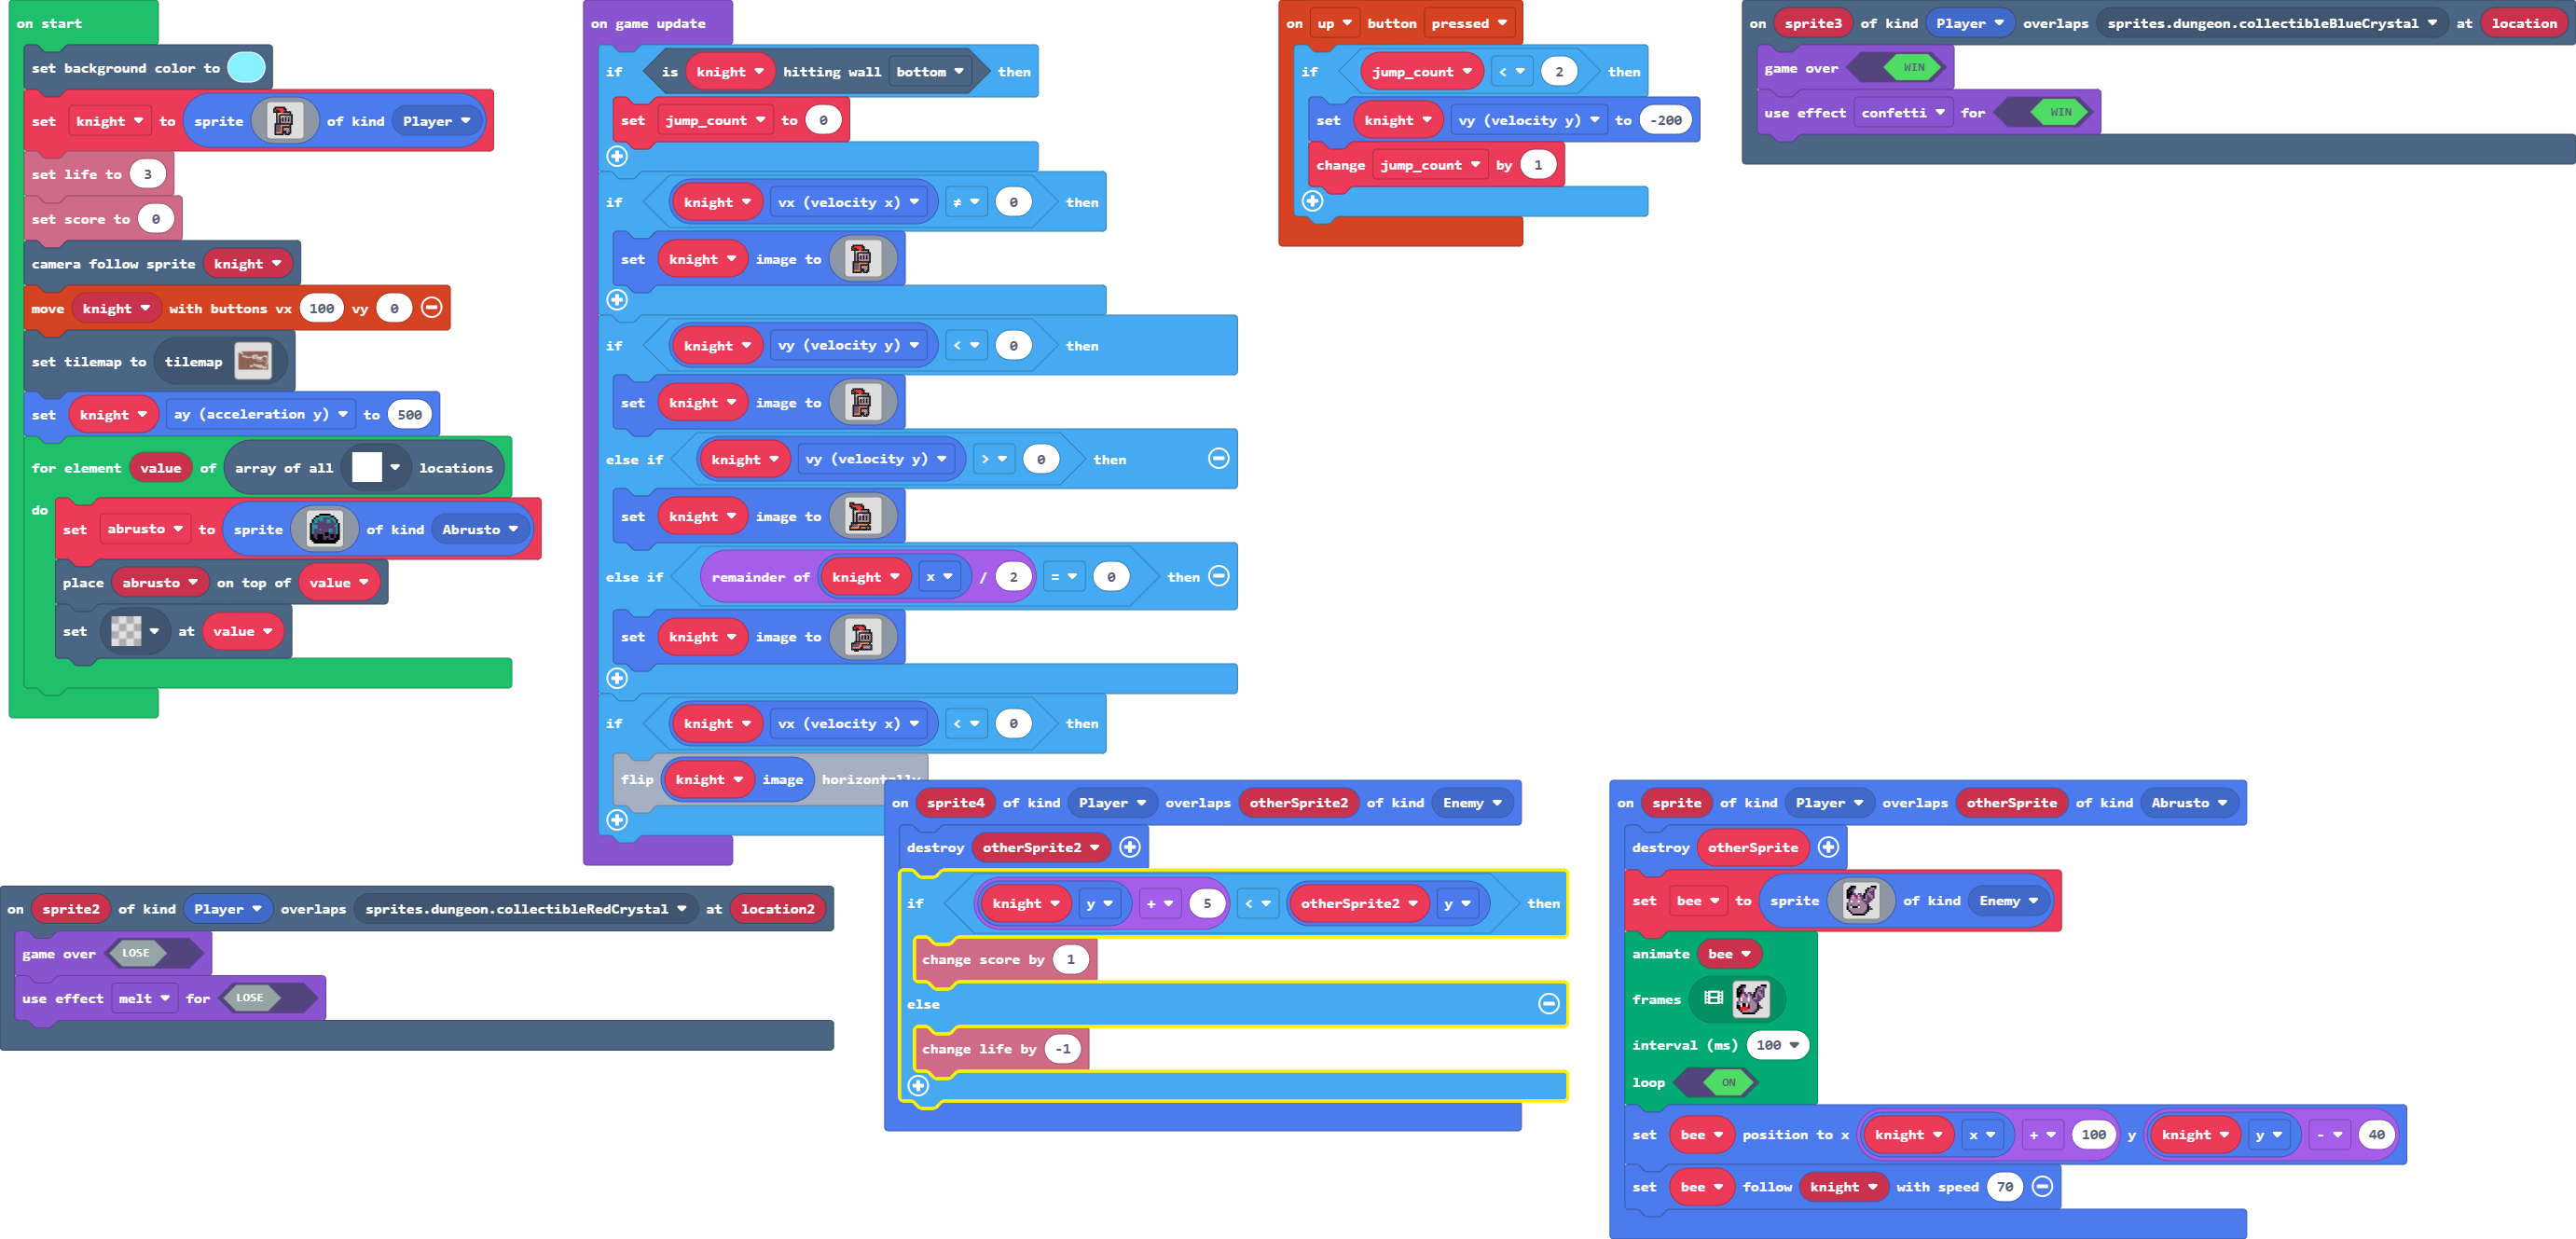 on start
set background color to
set knight to sprite of kind Player
set life to 3
set score to 0
camera follow sprite knight
move knight with buttons vx 100 vy 0
set tilemap to tilemap
set knight ay (acceleration y) to 500
for element value of array of all locations
do
set abrusto to sprite of kind Abrusto
place abrusto on top of value
set at value
on game update
if is knight hitting wall bottom then
set jump_count to 0
if knight vx (velocity x) ≠ 0 then
set knight image to
if knight vy (velocity y) < 0 then
set knight image to
else if knight vy (velocity y) > 0 then
set knight image to
else if remainder of knight x / 2 = 0 then
set knight image to
if knight vx (velocity x) < 0 then
flip knight image horizontally
on up button pressed
if jump_count < 2 then
set knight vy (velocity y) to -200
change jump_count by 1
on sprite3 of kind Player overlaps sprites.dungeon.collectibleBlueCrystal at location
game over WIN
use effect confetti for WIN
on sprite2 of kind Player overlaps sprites.dungeon.collectibleRedCrystal at location2
game over LOSE
use effect melt for LOSE
on sprite4 of kind Player overlaps otherSprite2 of kind Enemy
destroy otherSprite2
if knight y + 5 < otherSprite2 y then
change score by 1
else
change life by -1
on sprite of kind Player overlaps otherSprite of kind Abrusto
destroy otherSprite
set bee to sprite of kind Enemy
animate bee
frames
interval (ms) 100
loop ON
set bee position to x knight x + 100 y knight y - 40
set bee follow knight with speed 70